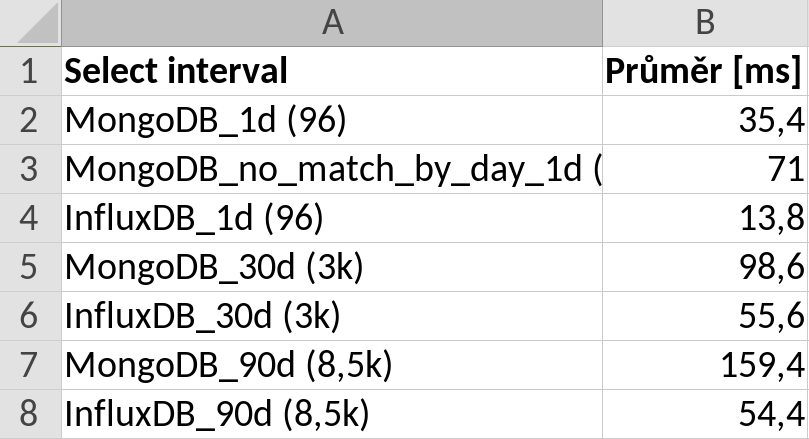 A B
1 Select interval Průměr [ms]
2 MongoDB_1d (96) 35,4
3 MongoDB_no_match_by_day_1d ( 71
4 InfluxDB_1d (96) 13,8
5 MongoDB_30d (3k) 98,6
6 InfluxDB_30d (3k) 55,6
7 MongoDB_90d (8,5k) 159,4
8 InfluxDB_90d (8,5k) 54,4